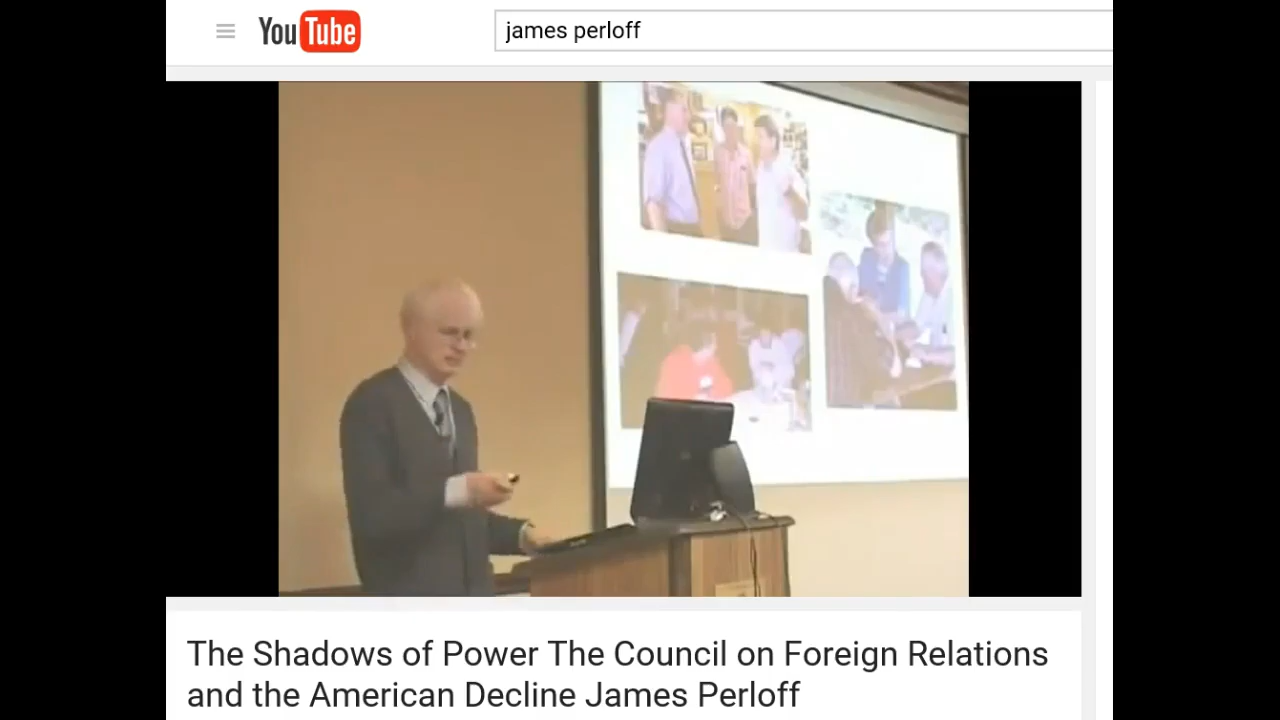 YouTube
james perloff
The Shadows of Power The Council on Foreign Relations
and the American Decline James Perloff